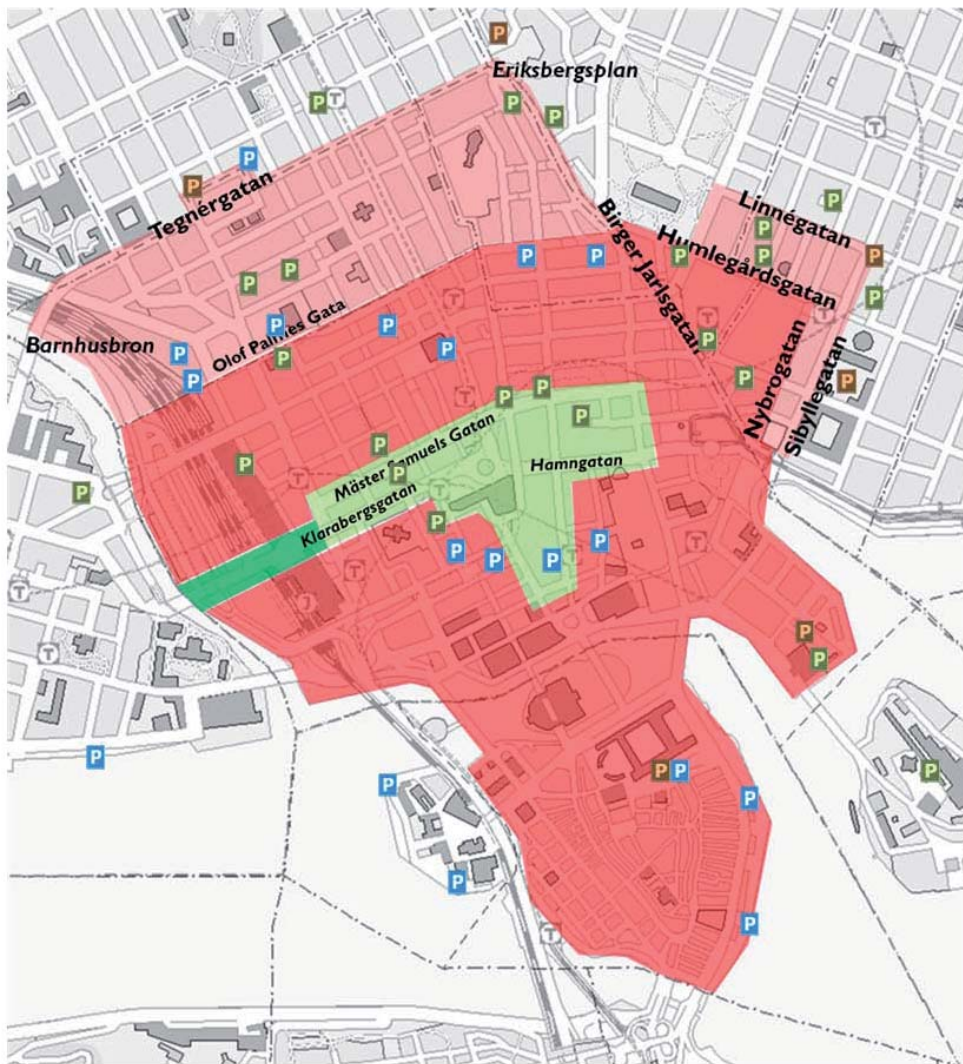 P
Eriksbergsplan
P
T
P
P
T
P
P
Tegnérgatan
Linnégatan
P
P
Birger Jarlsgatan
Humlegårdsgatan
P
P
P
P
P
P
P
P
T
P
Olof Palmes Gata
P
P
T
T
Barnhusbron
P
P
P
P
P
Nybrogatan
Sibyllegatan
P
P
T
P
P
P
Mäster Samuels Gatan
P
P
Hamngatan
P
T
P
T
P
Klarabergsgatan
P
T
P
P
P
P
T
T
T
T
P
T
P
P
P
P
P
P
P
P
P
T